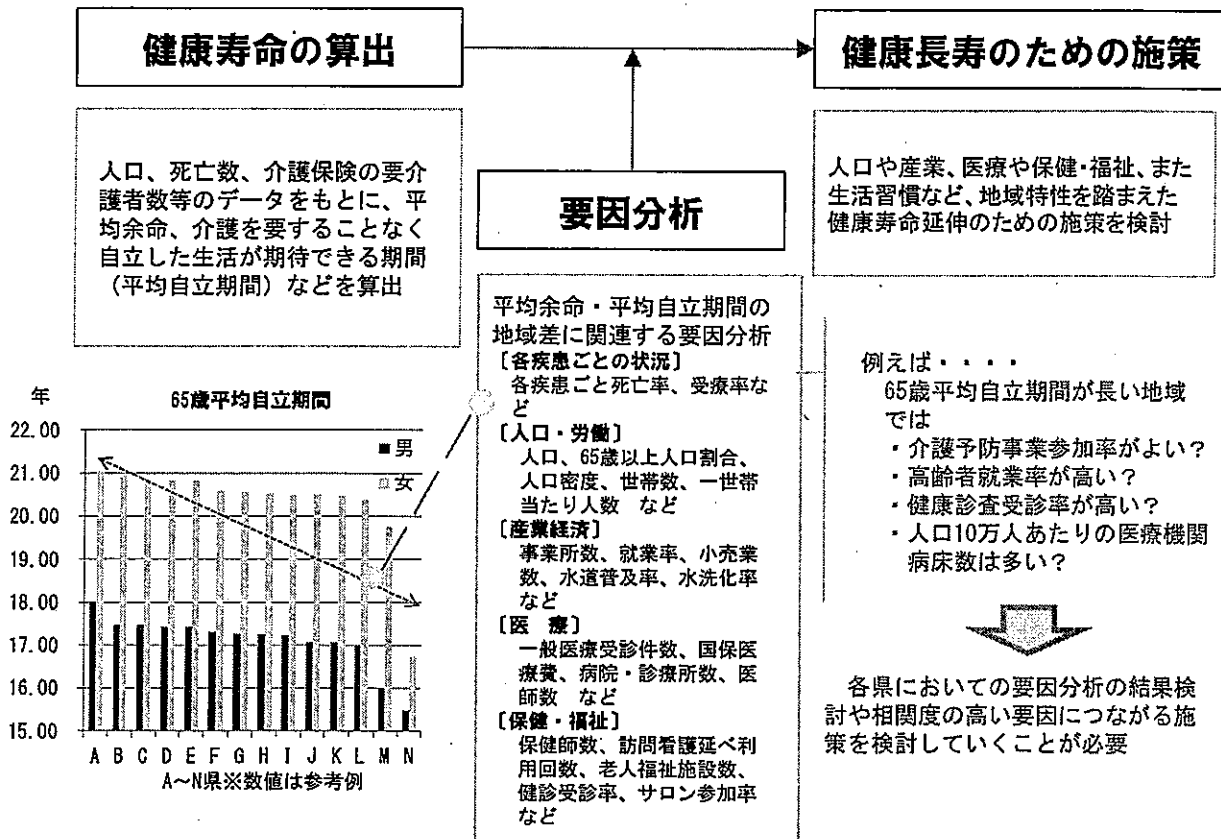 健康寿命の算出
人口、死亡数、介護保険の要介
護者数等のデータをもとに、平
均余命、介護を要することなく
自立した生活が期待できる期間
（平均自立期間）などを算出
年
65歳平均自立期間
22.00
21.00
20.00
19.00
18.00
17.00
16.00
15.00
■男
■女
A B C D E F G H I J K L M N
A～N県※数値は参考例
要因分析
平均余命・平均自立期間の
地域差に関連する要因分析
［各疾患ごとの状況］
各疾患ごと死亡率、受療率な
ど
［人口・労働］
人口、65歳以上人口割合、
人口密度、世帯数、一世帯
当たり人数　など
［産業経済］
事業所数、就業率、小売業
数、水道普及率、水洗化率
など
［医　療］
一般医療受診件数、国保医
療費、病院・診療所数、医
師数　など
［保健・福祉］
保健師数、訪問看護延べ利
用回数、老人福祉施設数、
健診受診率、サロン参加率
など
健康長寿のための施策
人口や産業、医療や保健・福祉、また
生活習慣など、地域特性を踏まえた
健康寿命延伸のための施策を検討
例えば・・・・
65歳平均自立期間が長い地域
では
・介護予防事業参加率がよい？
・高齢者就業率が高い？
・健康診査受診率が高い？
・人口10万人あたりの医療機関
病床数は多い？
各県においての要因分析の結果検
討や相関度の高い要因につながる施
策を検討していくことが必要